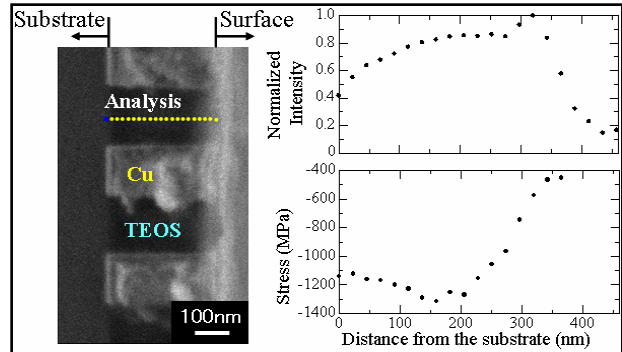 Substrate
Surface
Analysis
Cu
TEOS
100nm
Normalized
Intensity
1.0
0.8
0.6
0.4
0.2
0
-400
-600
-800
-1000
-1200
-1400
Stress (MPa)
0
100
200
300
400
Distance from the substrate (nm)